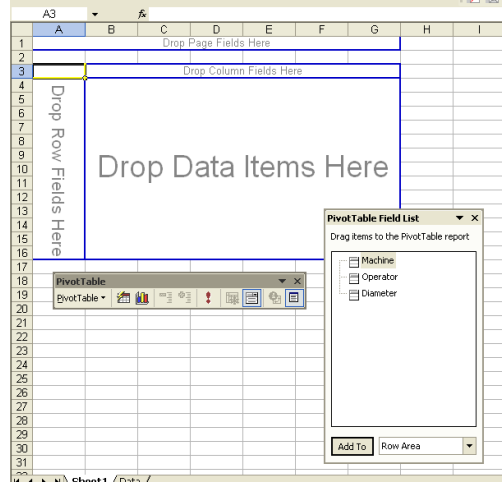 A3 fx
A B C D E F G H I
1 Drop Page Fields Here
2
3 Drop Column Fields Here
4
5
6
7
8
9
10
11
12
13
14
15
16
Drop Row Fields Here
Drop Data Items Here
PivotTable Field List
Drag items to the PivotTable report
Machine
Operator
Diameter
Add To Row Area
17
18
19
20
21
22
23
24
25
26
27
28
29
30
31
PivotTable
PivotTable
Sheet1 / Data /